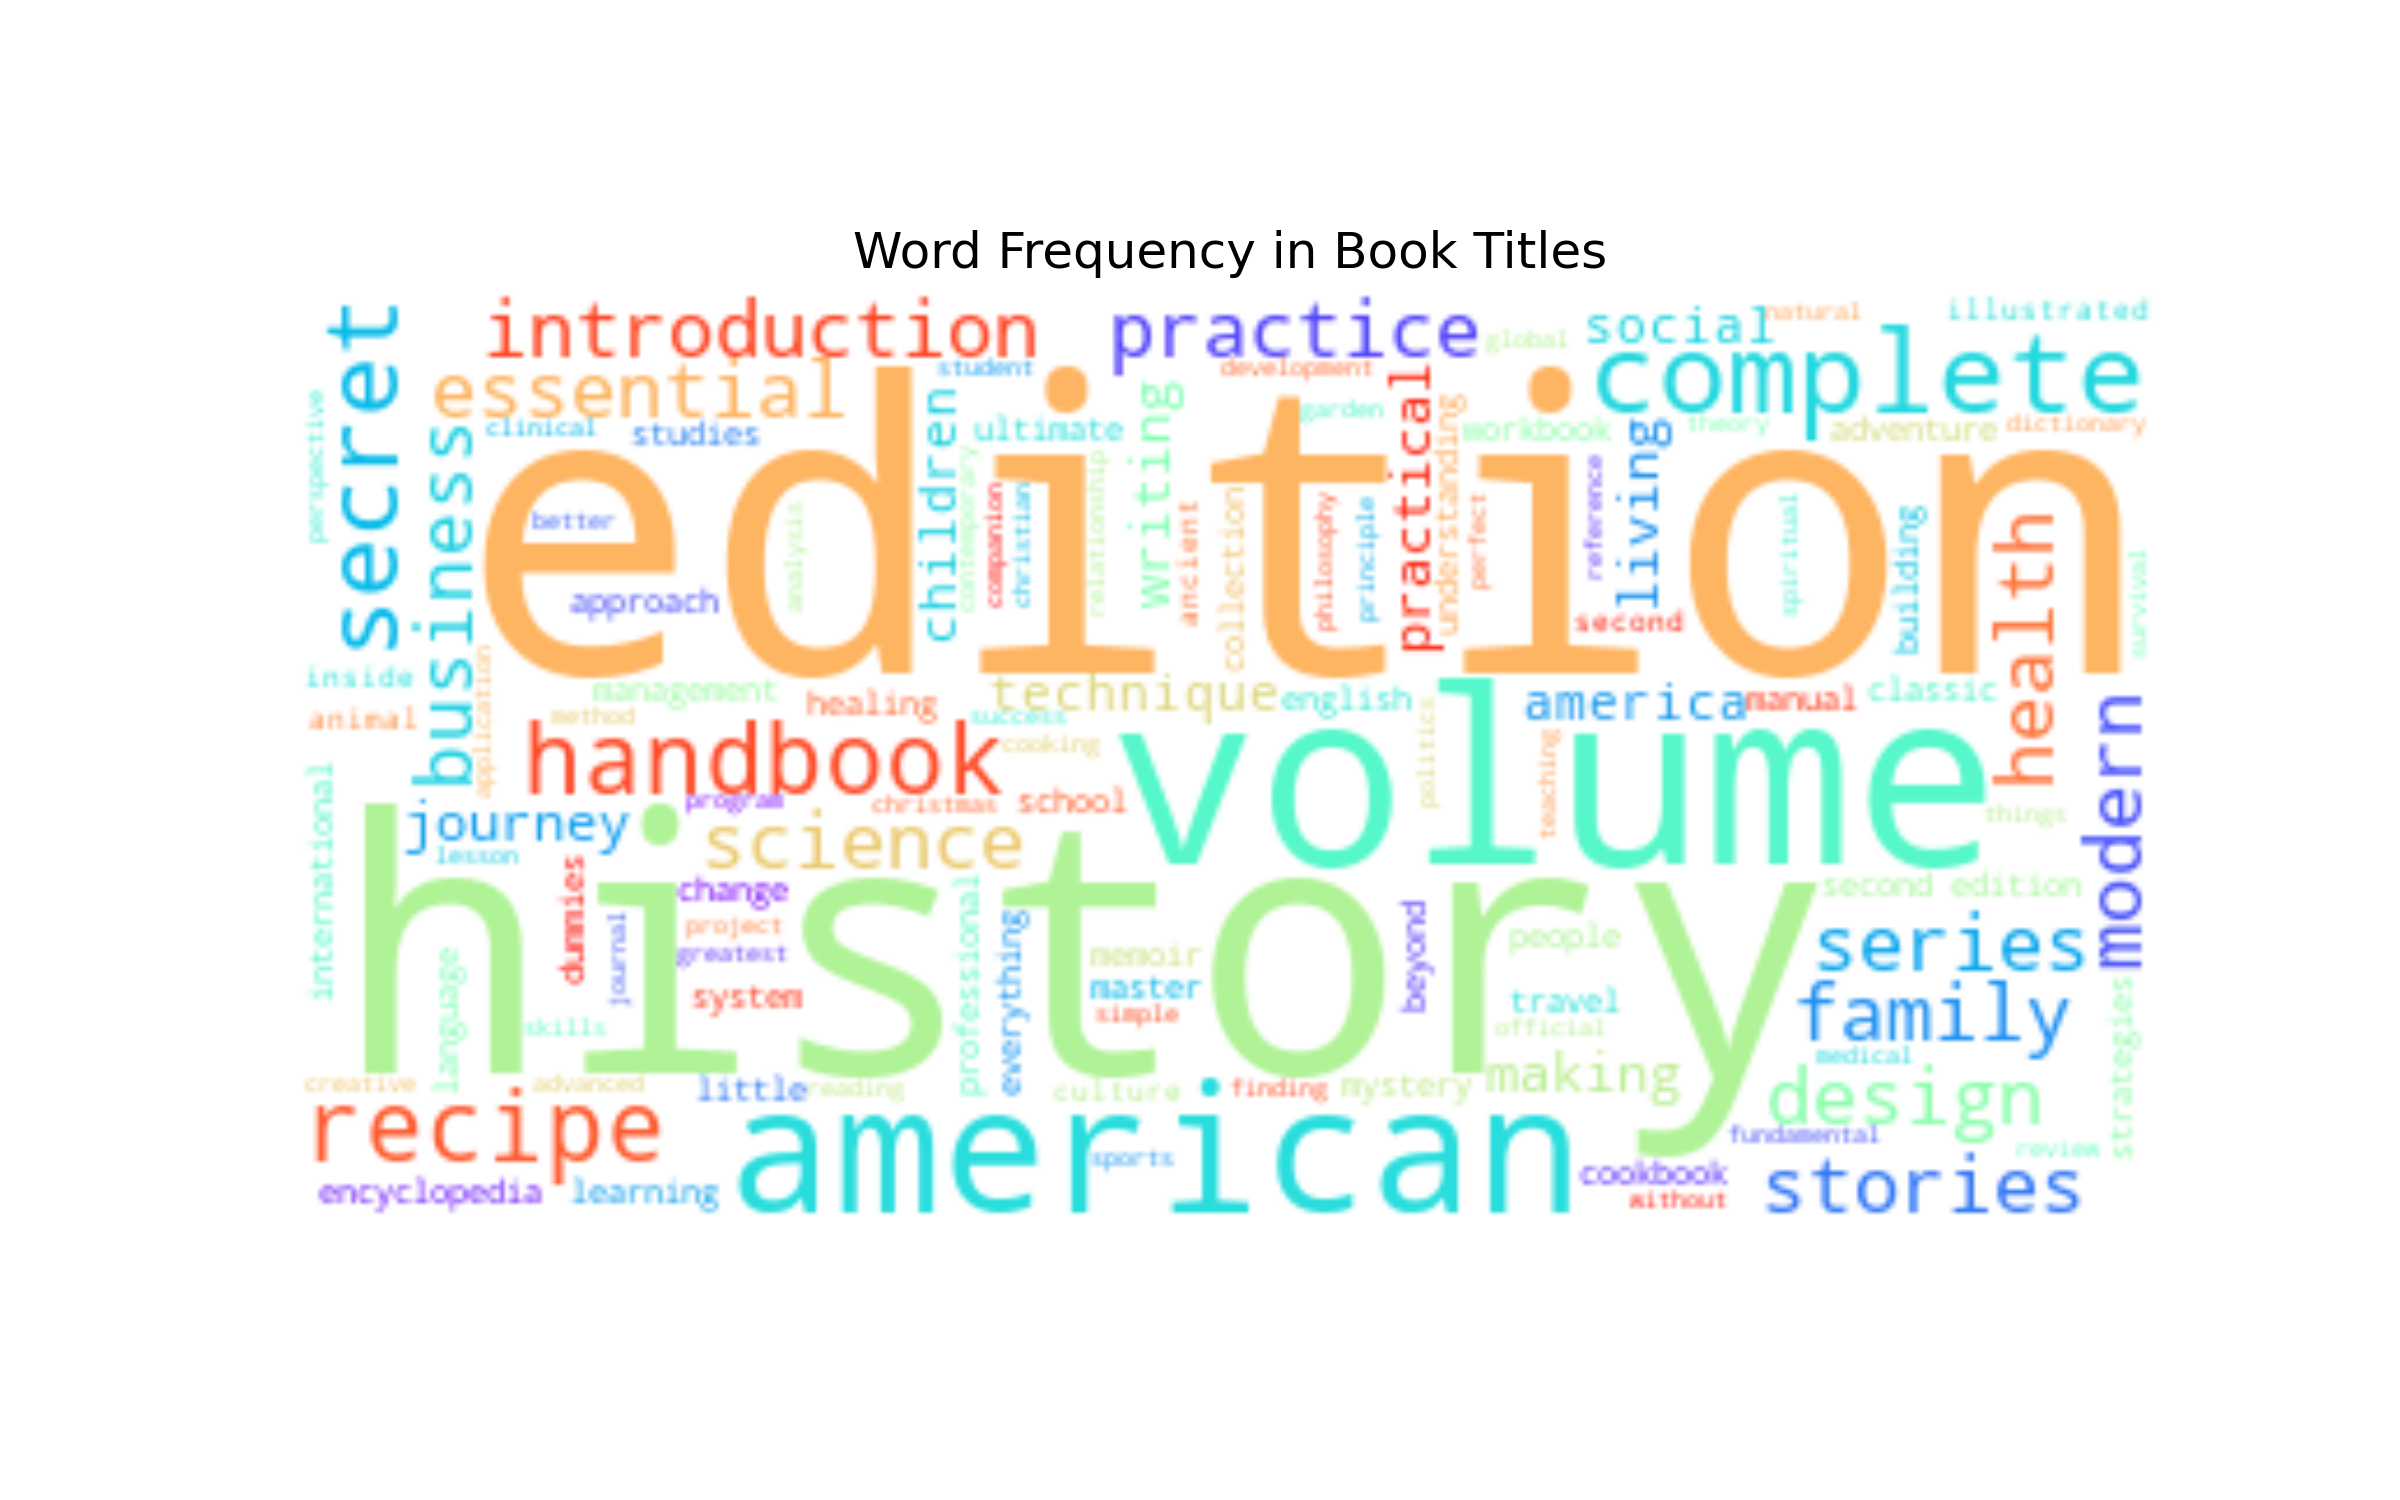 Word Frequency in Book Titles
secret
introduction
practice
social
natural
illustrated
global
complete
essential
student
development
perspective
business
clinical
studies
children
ultimate
writing
garden
practical
understanding
workbook
living
theory
adventure
dictionary
edition
better
analysis
contemporary
companion
christian
relationship
ancient
collection
philosophy
principle
perfect
reference
spiritual
building
health
survival
approach
second
inside
animal
application
management
method
healing
success
technique
english
america
manual
classic
modern
handbook
cooking
politics
volume
teaching
things
international
journey
lesson
program
christmas
school
science
history
dummies
journal
change
project
greatest
system
professional
everything
memoir
master
simple
beyond
people
travel
official
second edition
series
family
medical
strategies
language
skills
creative
advanced
little
reading
culture
finding
mystery
making
design
recipe
american
sports
fundamental
review
encyclopedia
learning
cookbook
without
stories